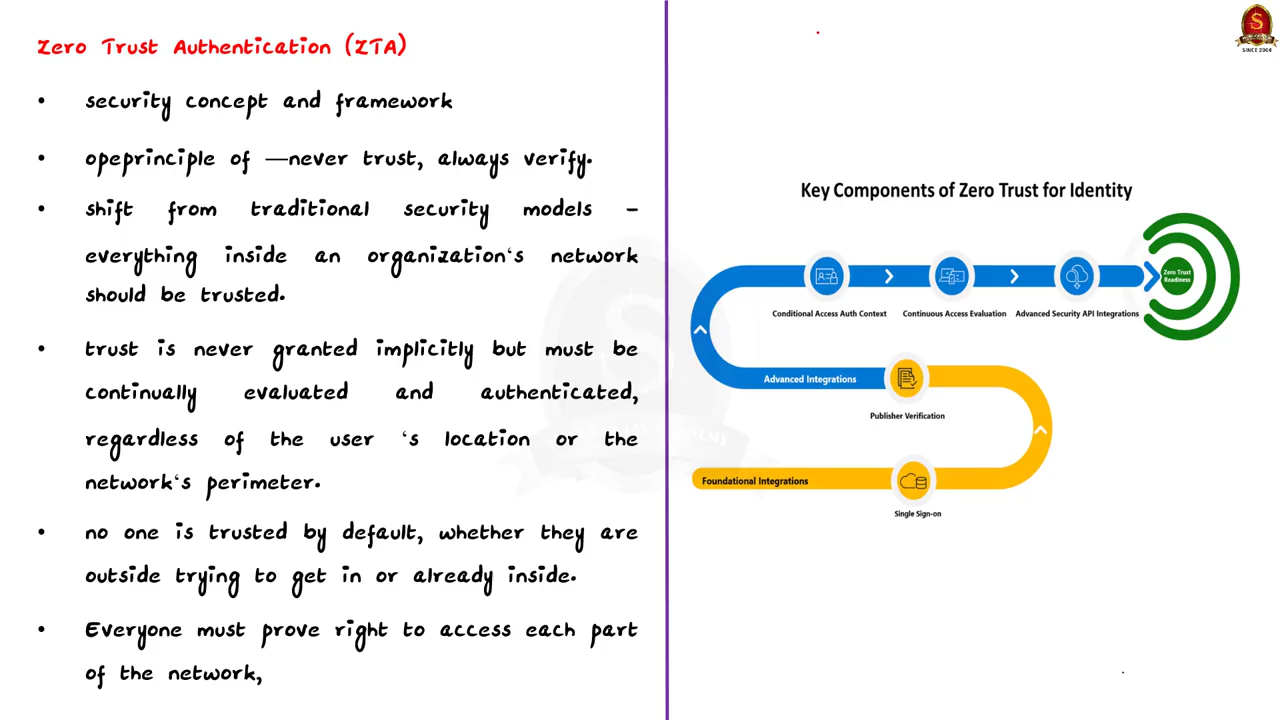 Zero Trust Authentication (ZTA)
• security concept and framework
• opeprinciple of —never trust, always verify.
• shift from traditional security models –
everything inside an organization‘s network
should be trusted.
• trust is never granted implicitly but must be
continually evaluated and authenticated,
regardless of the user ‘s location or the
network‘s perimeter.
• no one is trusted by default, whether they are
outside trying to get in or already inside.
• Everyone must prove right to access each part
of the network,
S
SINCE 2004
Key Components of Zero Trust for Identity
Zero Trust
Readiness
Conditional Access Auth Context
Continuous Access Evaluation
Advanced Security API Integrations
Advanced Integrations
Publisher Verification
Foundational Integrations
Single Sign-on